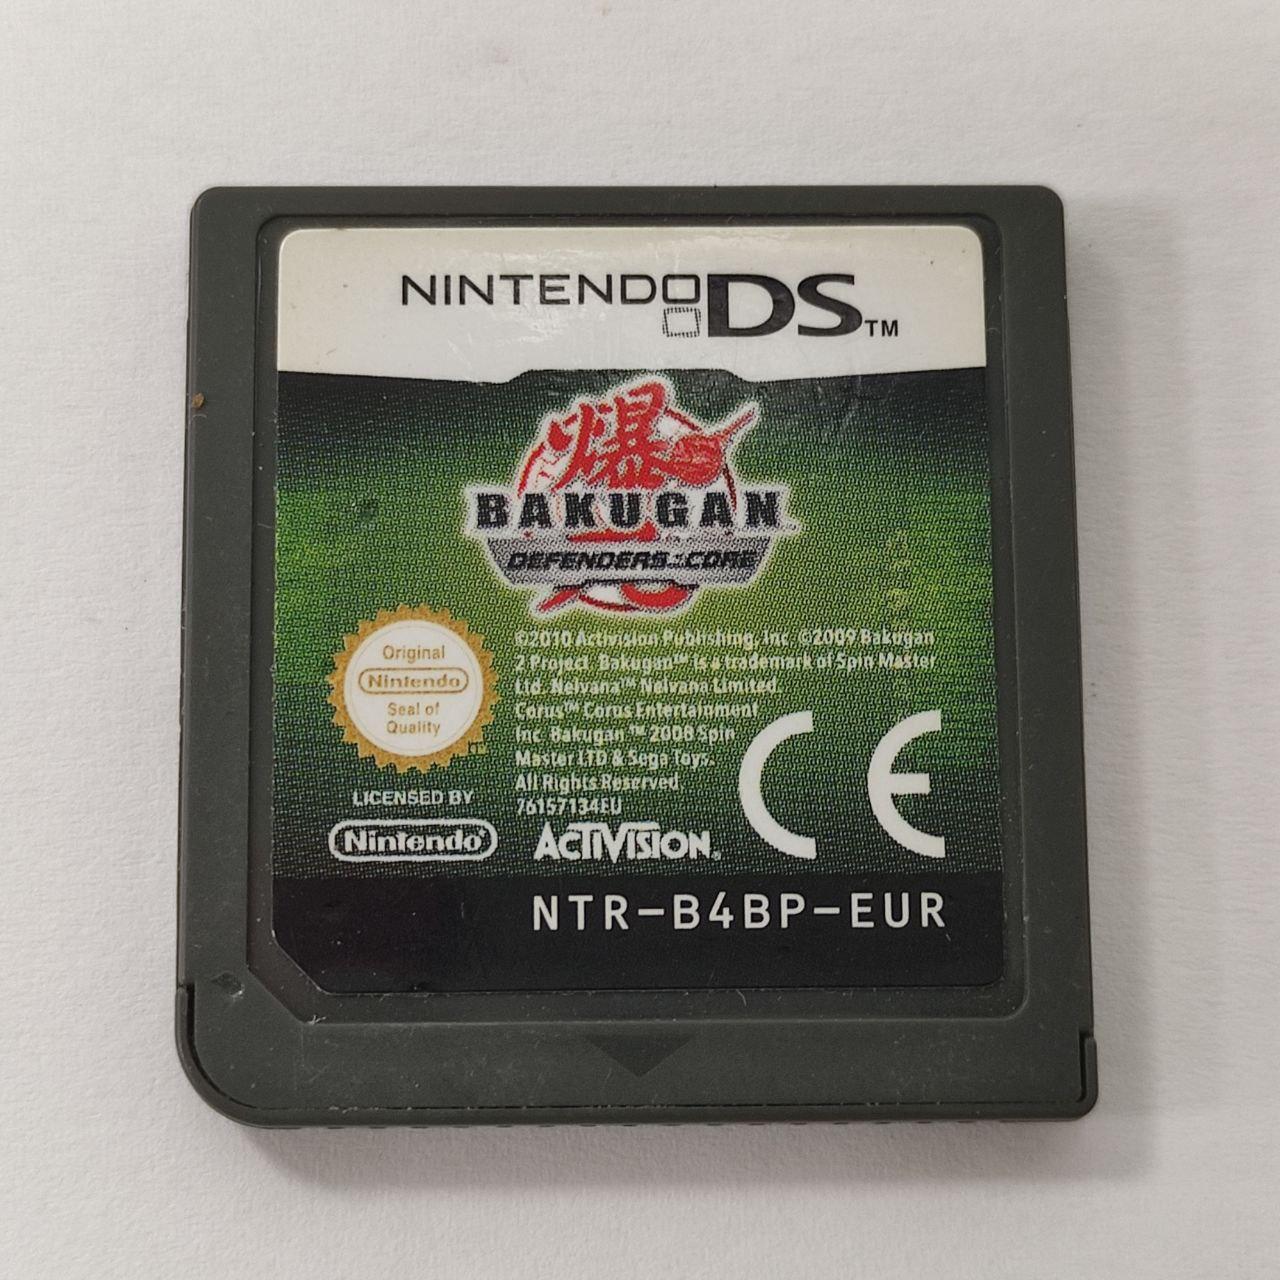 NINTENDO DS™
爆
BAKUGAN™
DEFENDERS OF THE CORE
Original
Nintendo
Seal of
Quality
TM
©2010 Activision Publishing, Inc. ©2009 Bakugan
2 Project. Bakugan™ is a trademark of Spin Master
Ltd. Nelvana™ Nelvana Limited.
Corus™ Corus Entertainment
Inc. Bakugan ™ 2008 Spin
Master LTD & Sega Toys.
All Rights Reserved
76157134EU
LICENSED BY
Nintendo®
ACTIVISION®
CE
NTR-B4BP-EUR